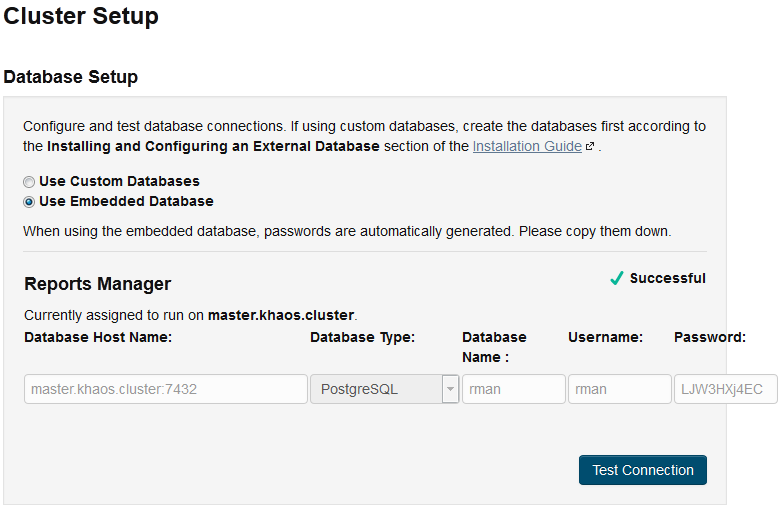 Cluster Setup
Database Setup
Configure and test database connections. If using custom databases, create the databases first according to
the Installing and Configuring an External Database section of the Installation Guide .
Use Custom Databases
Use Embedded Database
When using the embedded database, passwords are automatically generated. Please copy them down.
Reports Manager
Successful
Currently assigned to run on master.khaos.cluster.
Database Host Name: Database Type: Database Name : Username: Password:
master.khaos.cluster:7432 PostgreSQL rman rman LJW3HXj4EC
Test Connection